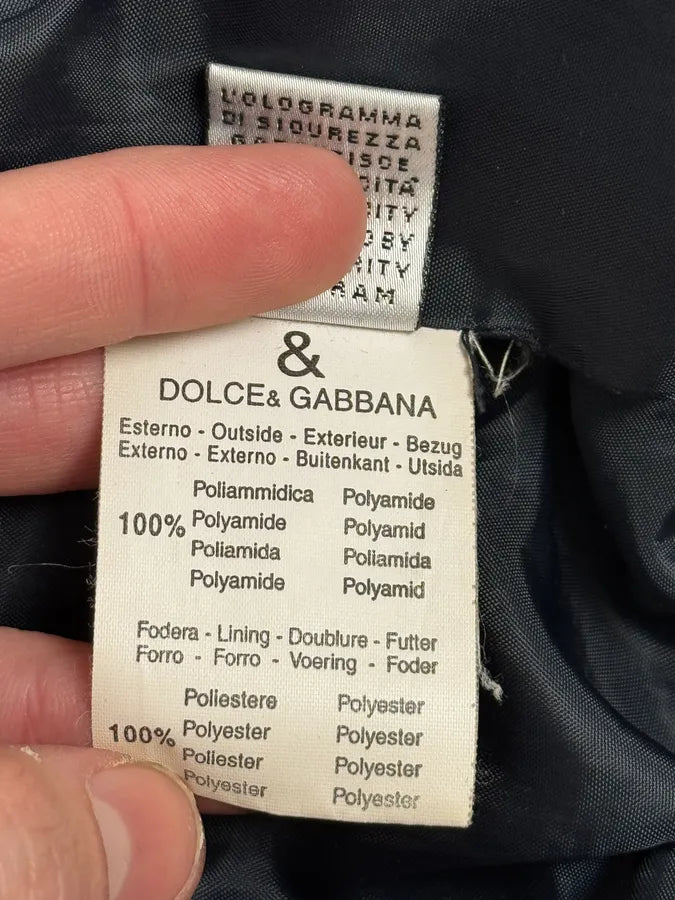 L'OLOGRAMMA
DI SICUREZZA
&
DOLCE& GABBANA
Esterno - Outside - Exterieur - Bezug
Externo - Externo - Buitenkant - Utsida
Poliammidica Polyamide
100% Polyamide Polyamid
Poliamida Poliamida
Polyamide Polyamid
Fodera - Lining - Doublure - Futter
Forro - Forro - Voering - Foder
Poliestere Polyester
100% Polyester Polyester
Poliester Polyester
Polyester Polyester